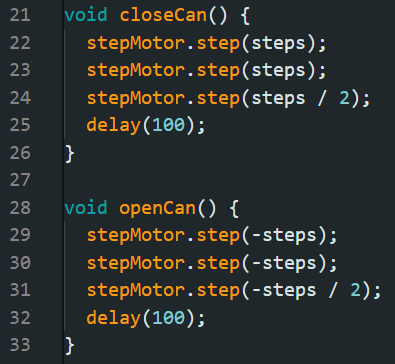 21 void closeCan() {
22 stepMotor.step(steps);
23 stepMotor.step(steps);
24 stepMotor.step(steps / 2);
25 delay(100);
26 }
27
28 void openCan() {
29 stepMotor.step(-steps);
30 stepMotor.step(-steps);
31 stepMotor.step(-steps / 2);
32 delay(100);
33 }